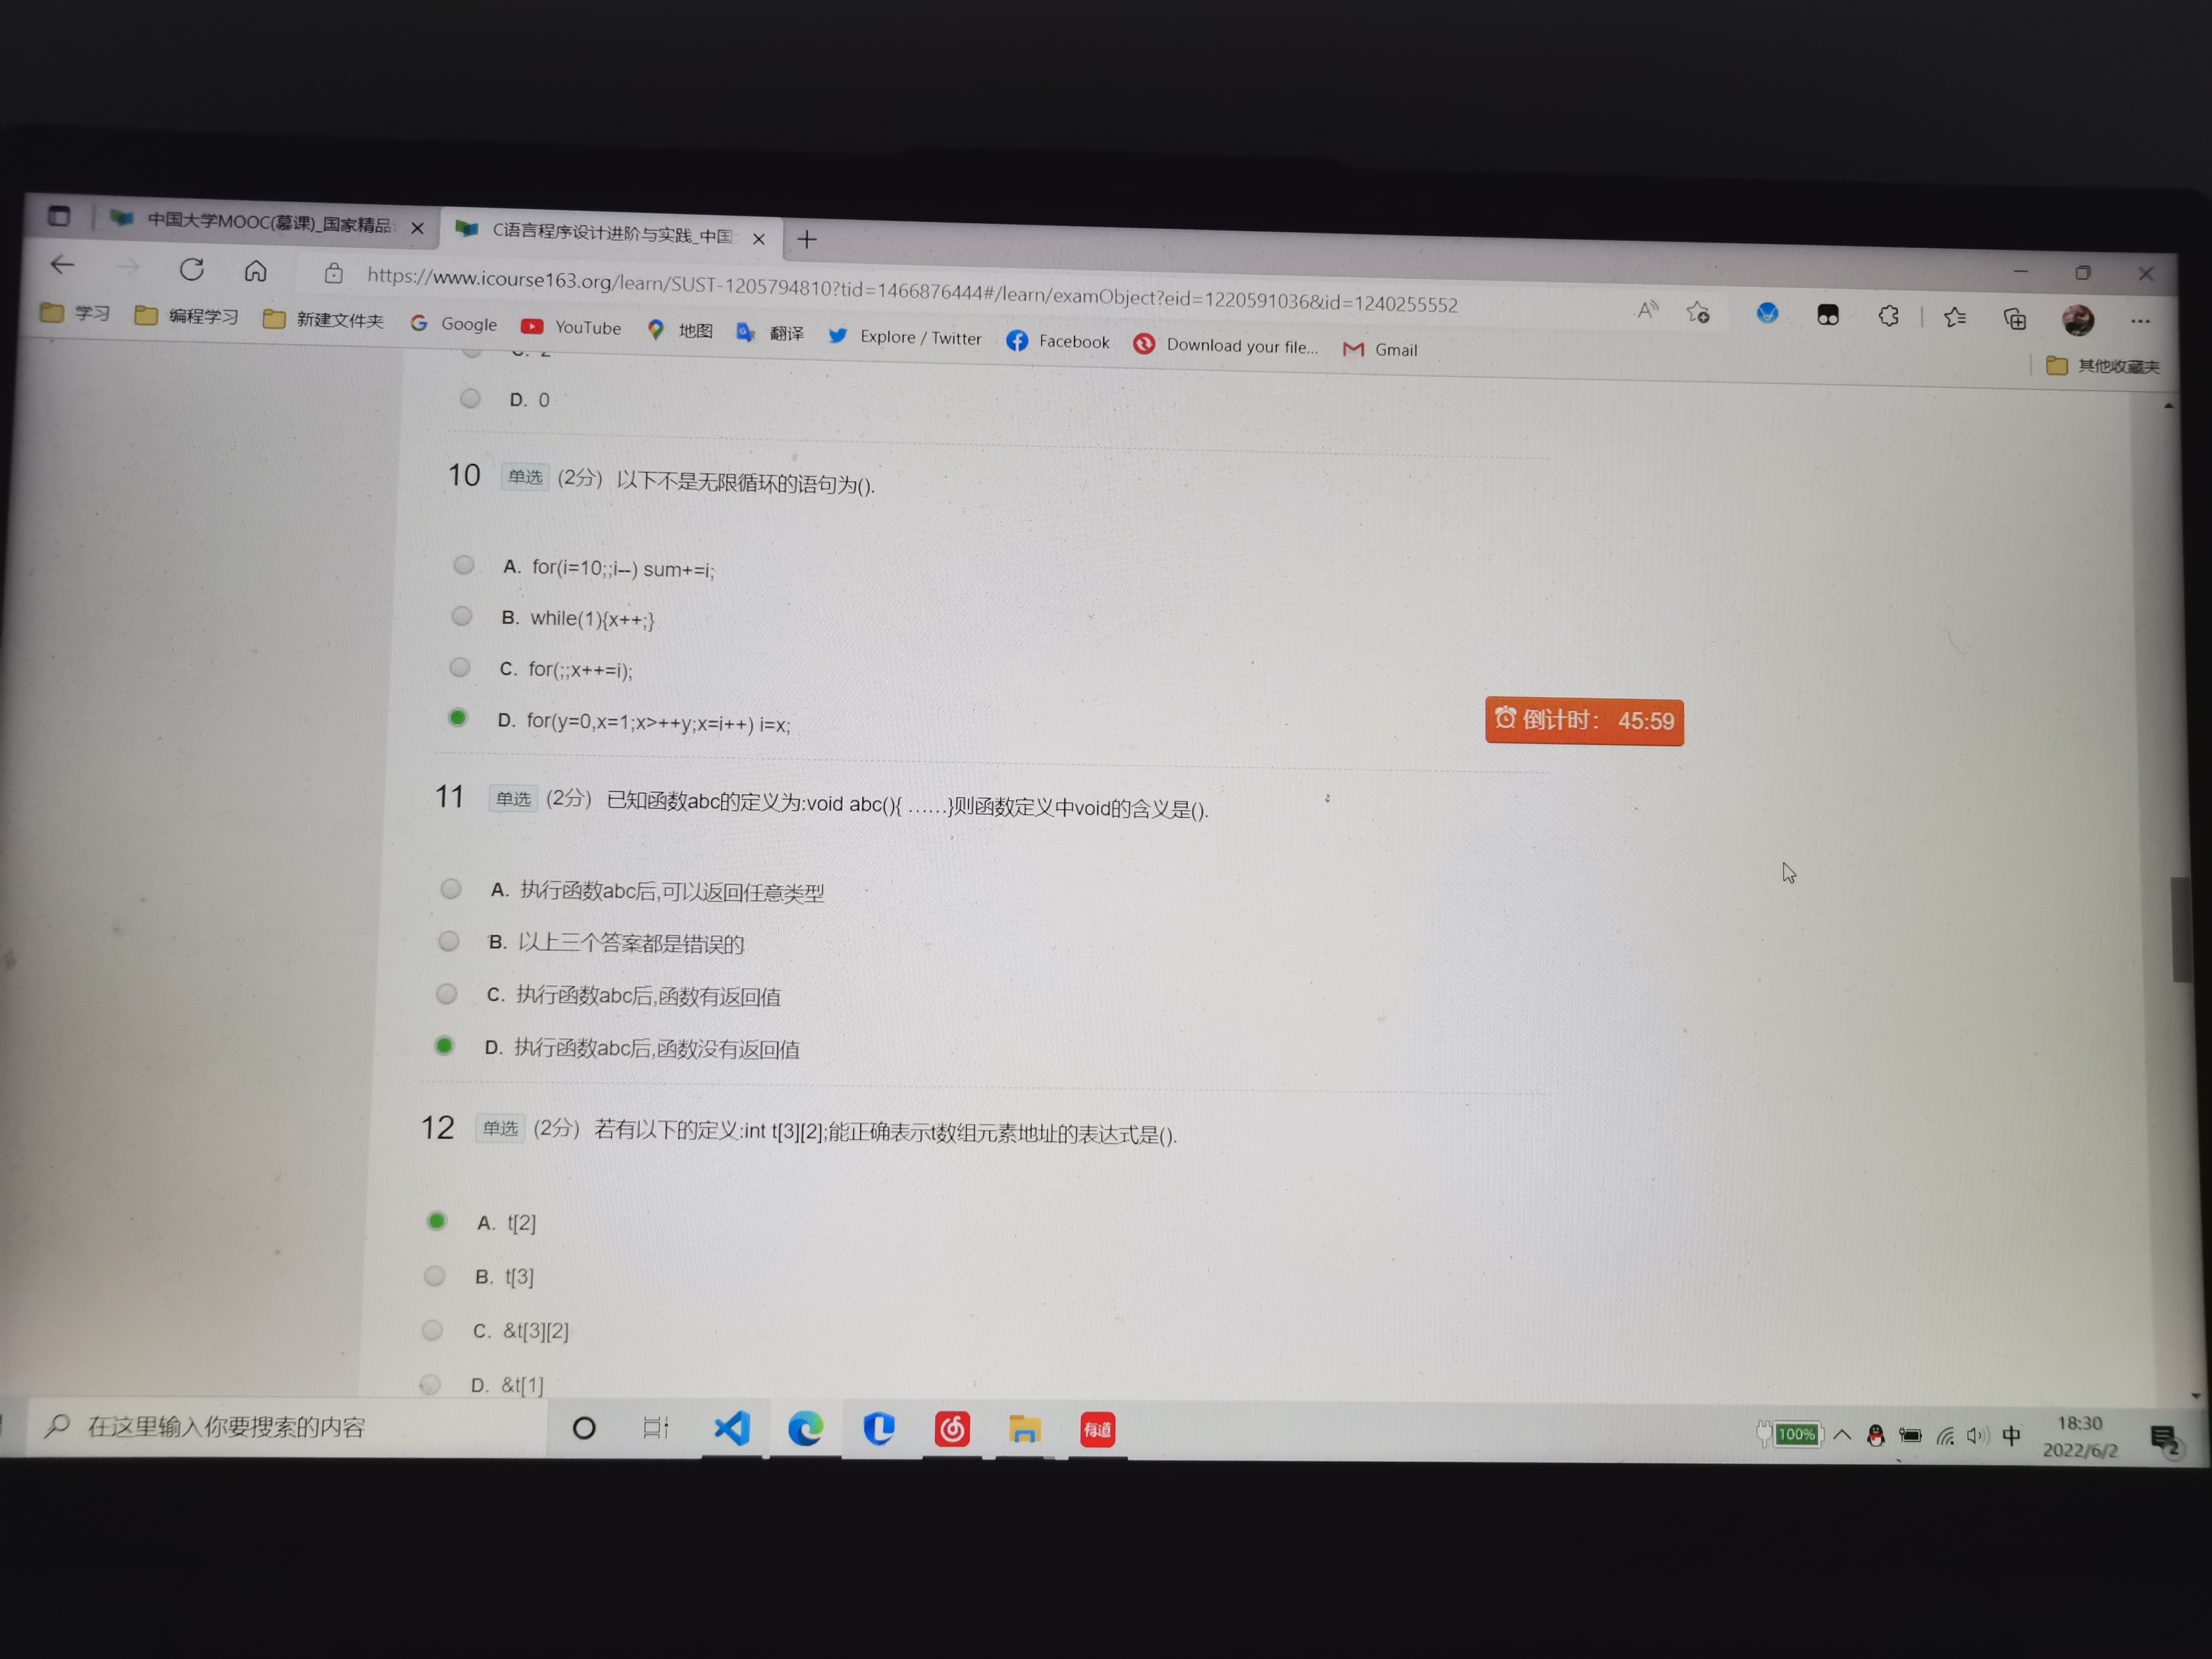 中国大学MOOC(慕课)_国家精品
C语言程序设计进阶与实践_中国
https://www.icourse163.org/learn/SUST-1205794810?tid=1466876444#/learn/examObject?eid=1220591036&id=1240255552
学习 编程学习 新建文件夹 Google YouTube 地图 翻译 Explore / Twitter Facebook Download your file... Gmail
其他收藏夹
D. 0
10 单选 (2分) 以下不是无限循环的语句为().
A. for(i=10;;i--) sum+=i;
B. while(1){x++;}
C. for(;;x++=i);
D. for(y=0,x=1;x>++y;x=i++) i=x;
倒计时: 45:59
11 单选 (2分) 已知函数abc的定义为:void abc(){ ……}则函数定义中void的含义是().
A. 执行函数abc后,可以返回任意类型
B. 以上三个答案都是错误的
C. 执行函数abc后,函数有返回值
D. 执行函数abc后,函数没有返回值
12 单选 (2分) 若有以下的定义:int t[3][2];能正确表示t数组元素地址的表达式是().
A. t[2]
B. t[3]
C. &t[3][2]
D. &t[1]
在这里输入你要搜索的内容
有道
100%
中
18:30
2022/6/2
2